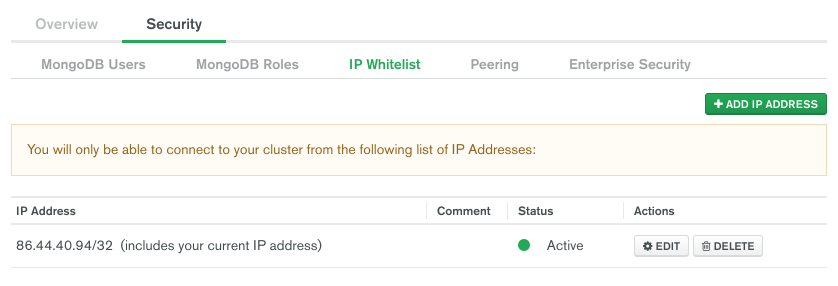 Overview Security
MongoDB Users MongoDB Roles IP Whitelist Peering Enterprise Security
ADD IP ADDRESS
You will only be able to connect to your cluster from the following list of IP Addresses:
IP Address Comment Status Actions
86.44.40.94/32 (includes your current IP address) Active EDIT DELETE